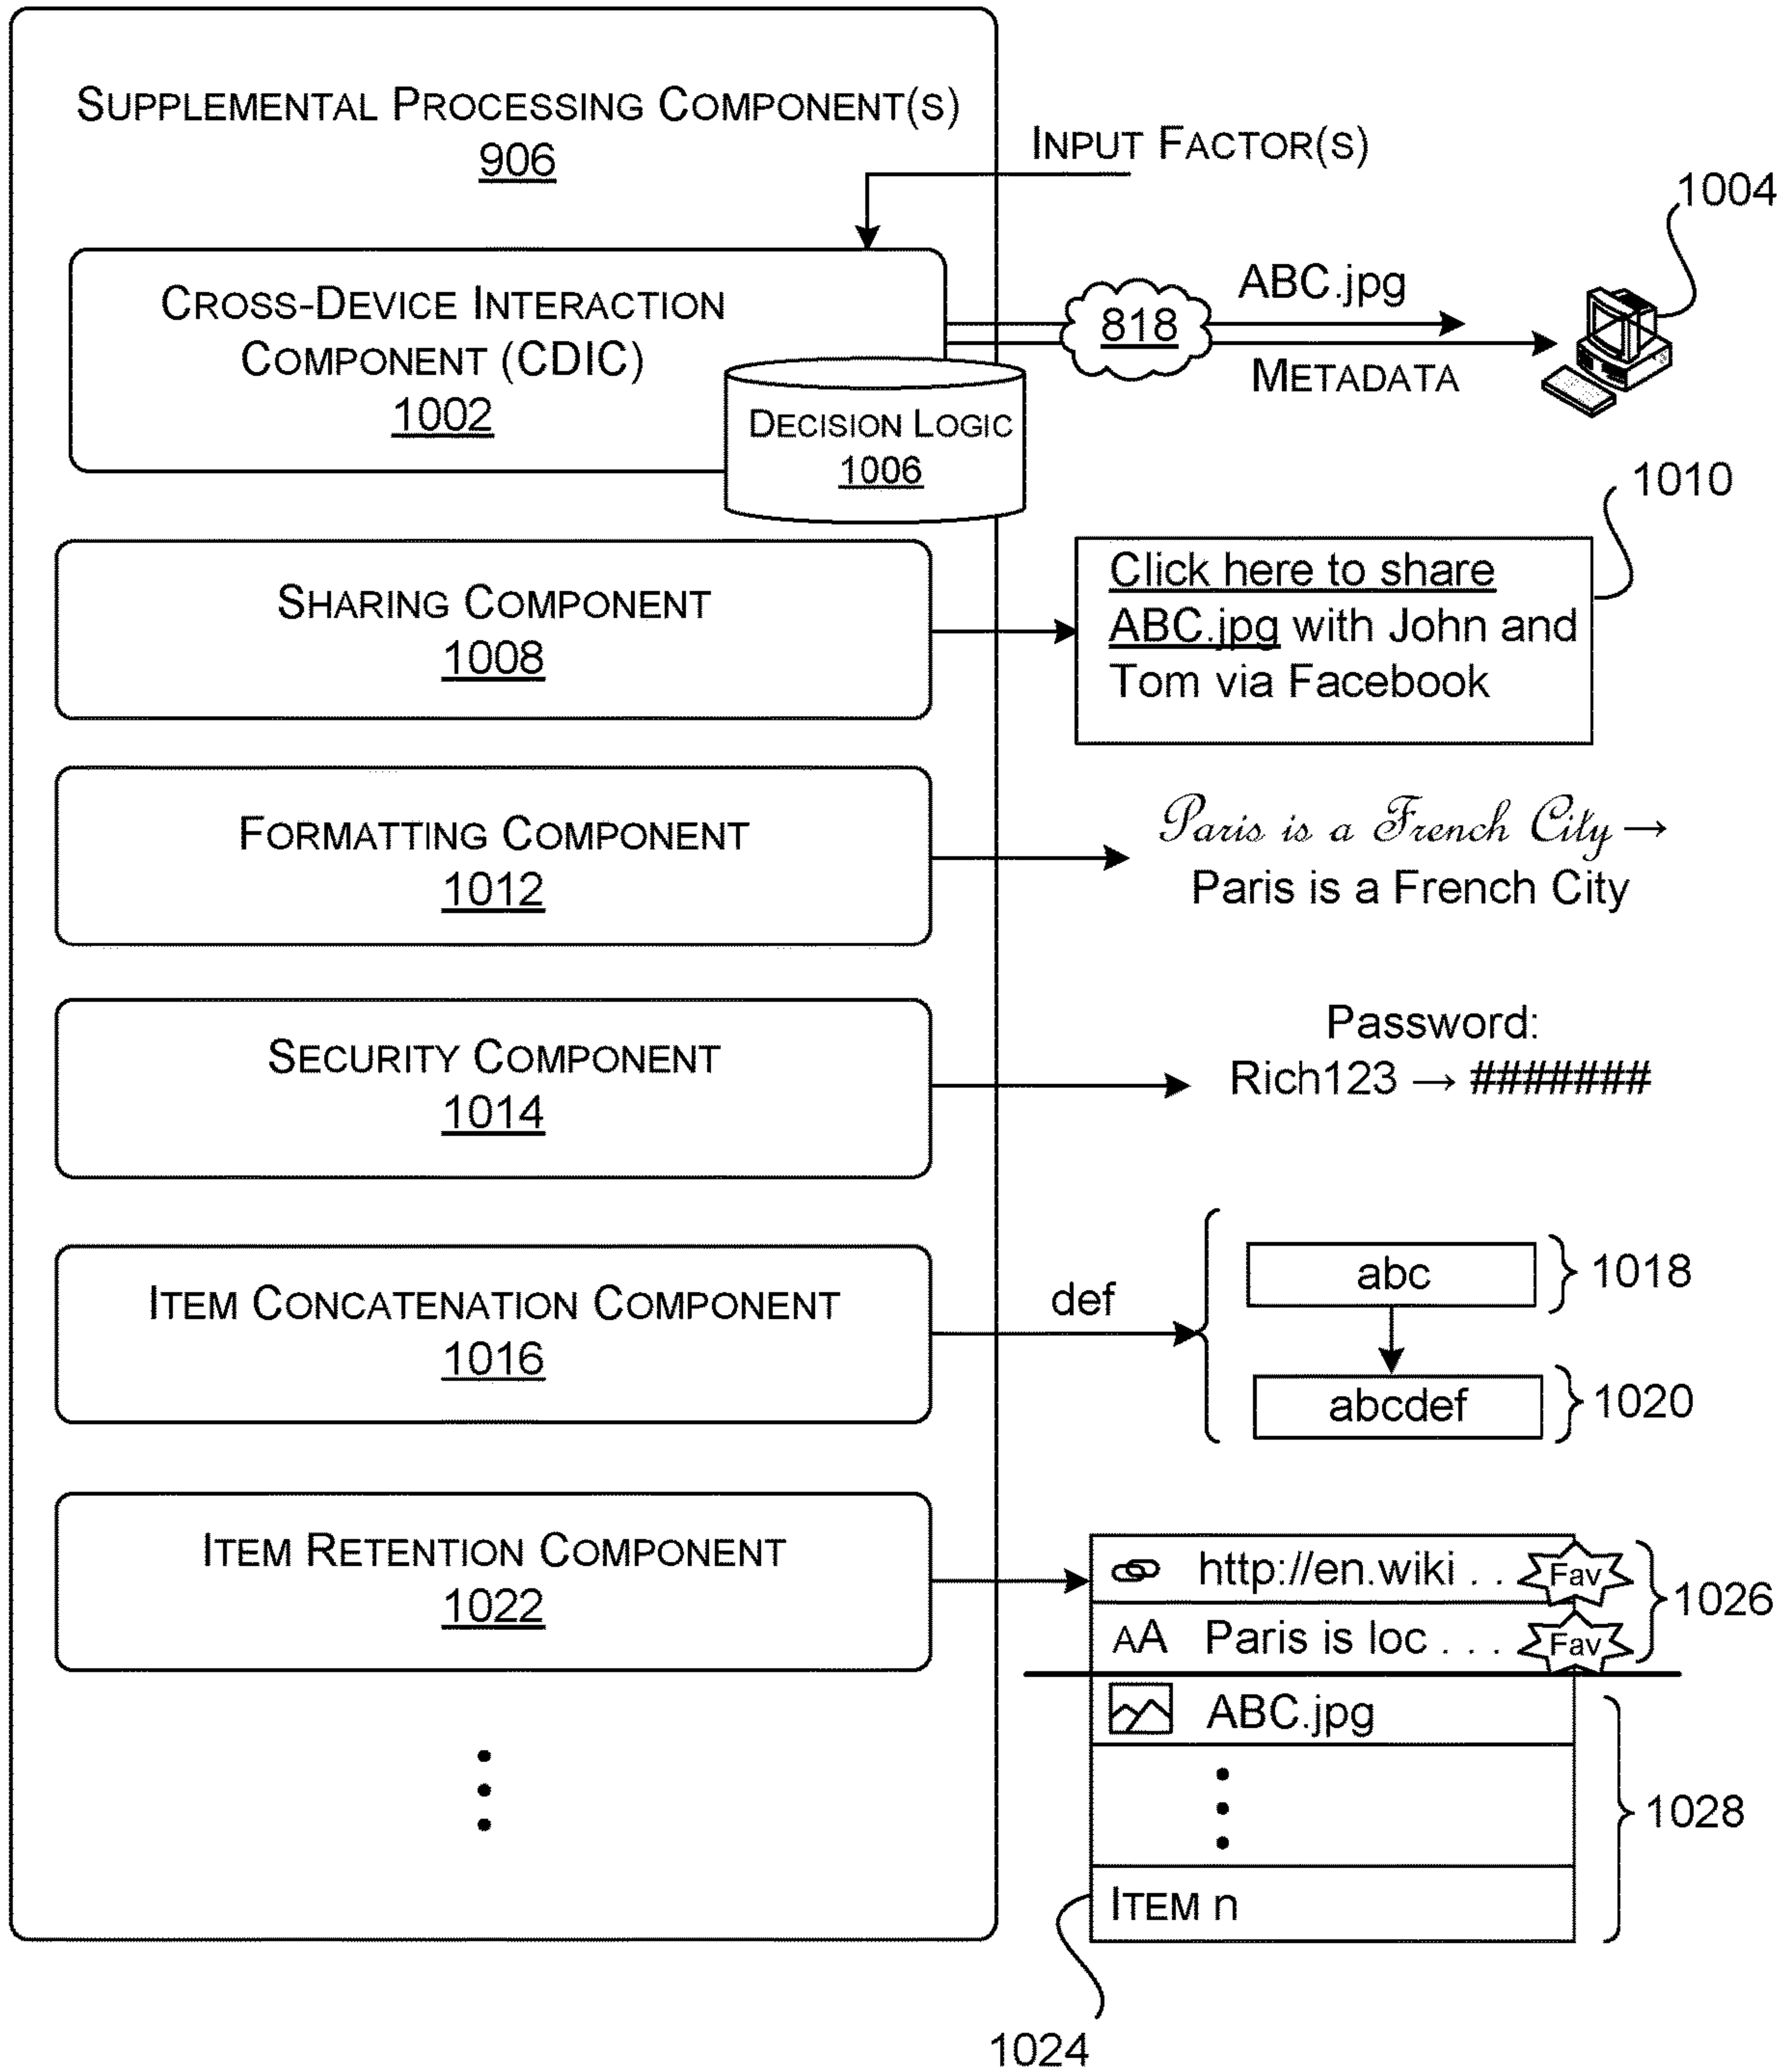 SUPPLEMENTAL PROCESSING COMPONENT(S)
906
INPUT FACTOR(S)
1004
CROSS-DEVICE INTERACTION
COMPONENT (CDIC)
1002
818
ABC.jpg
METADATA
DECISION LOGIC
1006
1010
SHARING COMPONENT
1008
Click here to share
ABC.jpg with John and
Tom via Facebook
FORMATTING COMPONENT
1012
Paris is a French City →
Paris is a French City
SECURITY COMPONENT
1014
Password:
Rich123 → #######
ITEM CONCATENATION COMPONENT
1016
def
abc
1018
abcdef
1020
ITEM RETENTION COMPONENT
1022
http://en.wiki . . Fav
AA Paris is loc . . . Fav
1026
ABC.jpg
1028
ITEM n
1024